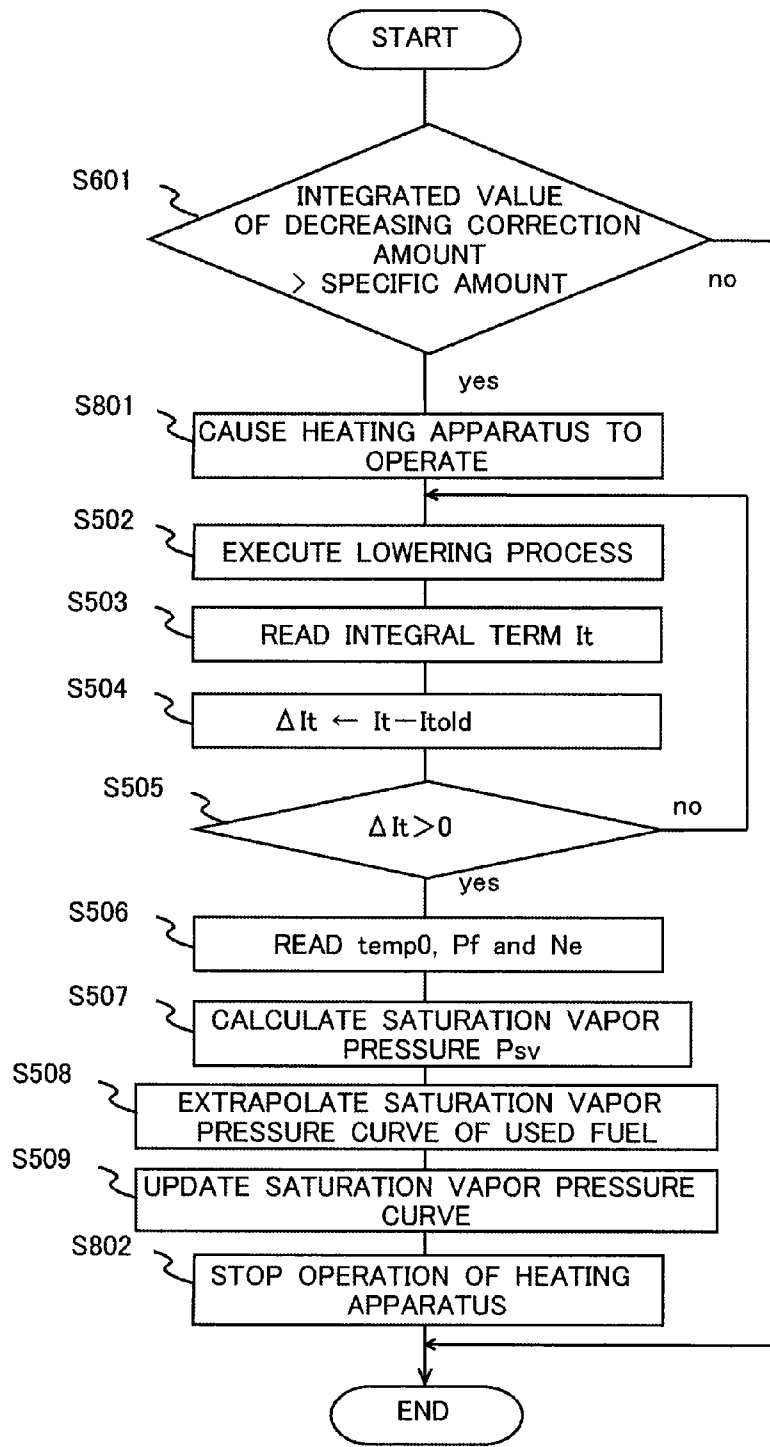 START
S601
INTEGRATED VALUE
OF DECREASING CORRECTION
AMOUNT
> SPECIFIC AMOUNT
no
yes
S801
CAUSE HEATING APPARATUS TO
OPERATE
S502
EXECUTE LOWERING PROCESS
S503
READ INTEGRAL TERM It
S504
ΔIt ← It−Itold
S505
ΔIt>0
no
yes
S506
READ temp0, Pf and Ne
S507
CALCULATE SATURATION VAPOR
PRESSURE Psv
S508
EXTRAPOLATE SATURATION VAPOR
PRESSURE CURVE OF USED FUEL
S509
UPDATE SATURATION VAPOR PRESSURE
CURVE
S802
STOP OPERATION OF HEATING
APPARATUS
END